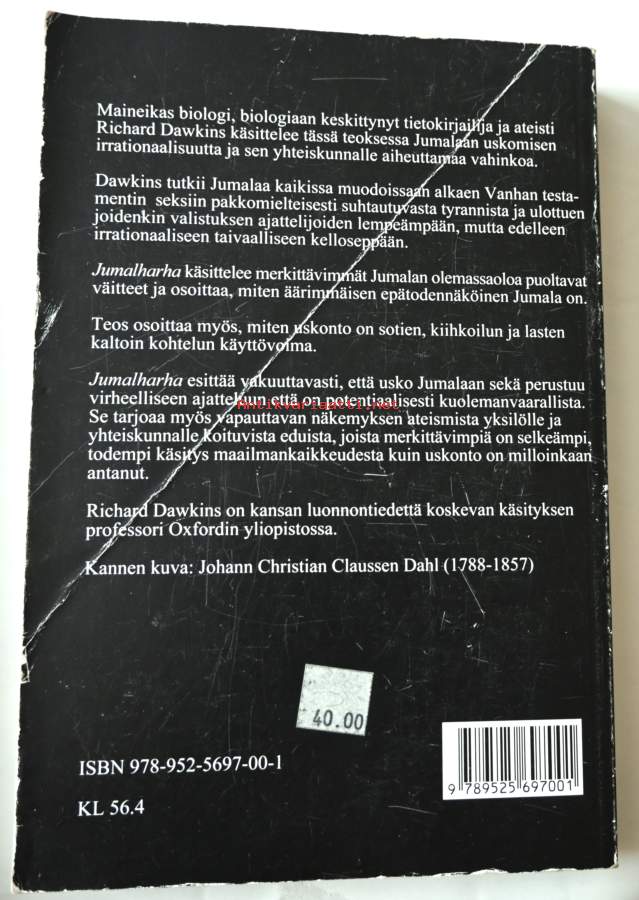 Maineikas biologi, biologiaan keskittynyt tietokirjailija ja ateisti
Richard Dawkins käsittelee tässä teoksessa Jumalaan uskomisen
irrationaalisuutta ja sen yhteiskunnalle aiheuttamaa vahinkoa.
Dawkins tutkii Jumalaa kaikissa muodoissaan alkaen Vanhan testa-
mentin seksiin pakkomielteisesti suhtautuvasta tyrannista ja ulottuen
joidenkin valistuksen ajattelijoiden lempeämpään, mutta edelleen
irrationaaliseen taivaalliseen kelloseppään.
Jumalharha käsittelee merkittävimmät Jumalan olemassaoloa puoltavat
väitteet ja osoittaa, miten äärimmäisen epätodennäköinen Jumala on.
Teos osoittaa myös, miten uskonto on sotien, kiihkoilun ja lasten
kaltoin kohtelun käyttövoima.
Jumalharha esittää vakuuttavasti, että usko Jumalaan sekä perustuu
virheelliseen ajatteluun että on potentiaalisesti kuolemanvaarallista.
Antikvariaatti.net
Se tarjoaa myös vapauttavan näkemyksen ateismista yksilölle ja
yhteiskunnalle koituvista eduista, joista merkittävimpiä on selkeämpi,
todempi käsitys maailmankaikkeudesta kuin uskonto on milloinkaan
antanut.
Richard Dawkins on kansan luonnontiedettä koskevan käsityksen
professori Oxfordin yliopistossa.
Kannen kuva: Johann Christian Claussen Dahl (1788-1857)
40.00
ISBN 978-952-5697-00-1
KL 56.4
9 789525 697001